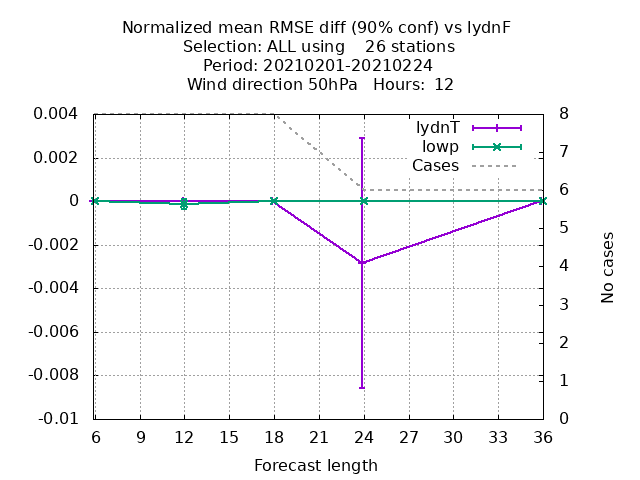 Normalized mean RMSE diff (90% conf) vs lydnF
Selection: ALL using    26 stations
Period: 20210201-20210224
Wind direction 50hPa   Hours:  12
0.004
0.002
0
-0.002
-0.004
-0.006
-0.008
-0.01
lydnT
lowp
Cases
8
7
6
5
4
3
2
1
0
No cases
6 9 12 15 18 21 24 27 30 33 36
Forecast length